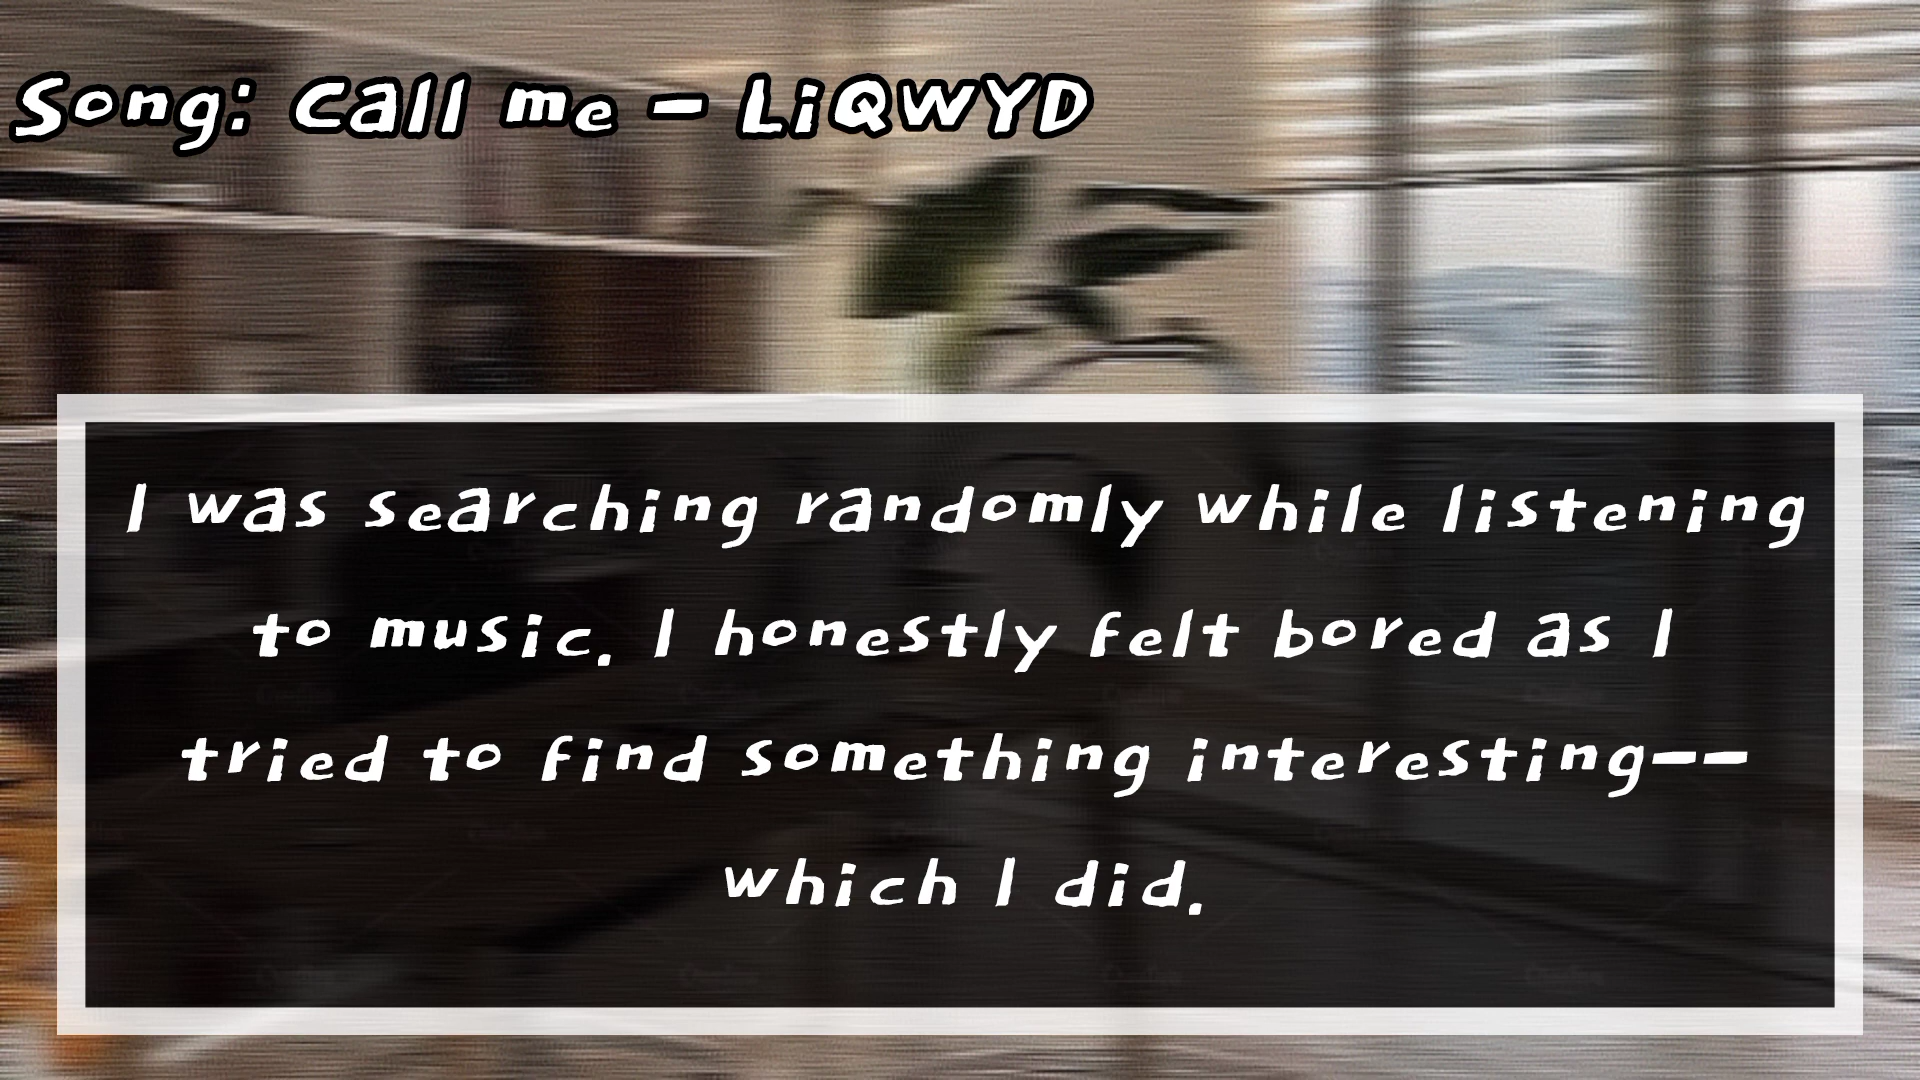 Song: Call me - LiQWYD
I was searching randomly while listening
to music. I honestly felt bored as I
tried to find something interesting--
which I did.